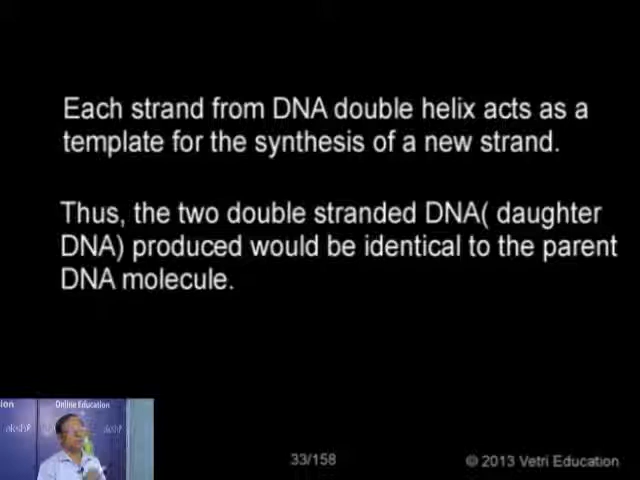 Each strand from DNA double helix acts as a
template for the synthesis of a new strand.
Thus, the two double stranded DNA( daughter
DNA) produced would be identical to the parent
DNA molecule.
Online Education
33/158
© 2013 Vetri Education